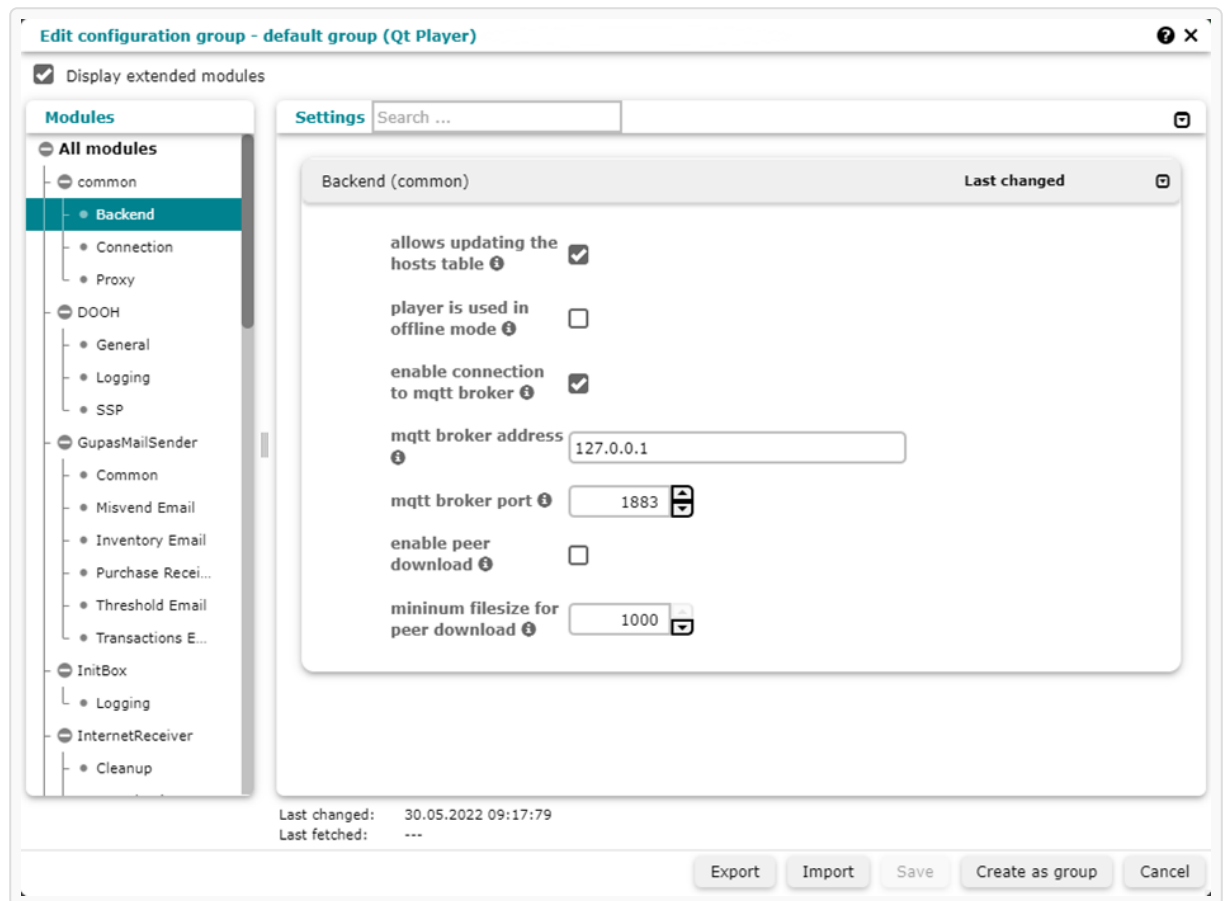 Edit configuration group - default group (Qt Player)
Display extended modules
Modules
All modules
common
Backend
Connection
Proxy
DOOH
General
Logging
SSP
GupasMailSender
Common
Misvend Email
Inventory Email
Purchase Recei...
Threshold Email
Transactions E...
InitBox
Logging
InternetReceiver
Cleanup
Settings Search ...
Backend (common) Last changed
allows updating the
hosts table
player is used in
offline mode
enable connection
to mqtt broker
mqtt broker address
127.0.0.1
mqtt broker port 1883
enable peer
download
mininum filesize for
peer download 1000
Last changed: 30.05.2022 09:17:79
Last fetched: ---
Export Import Save Create as group Cancel